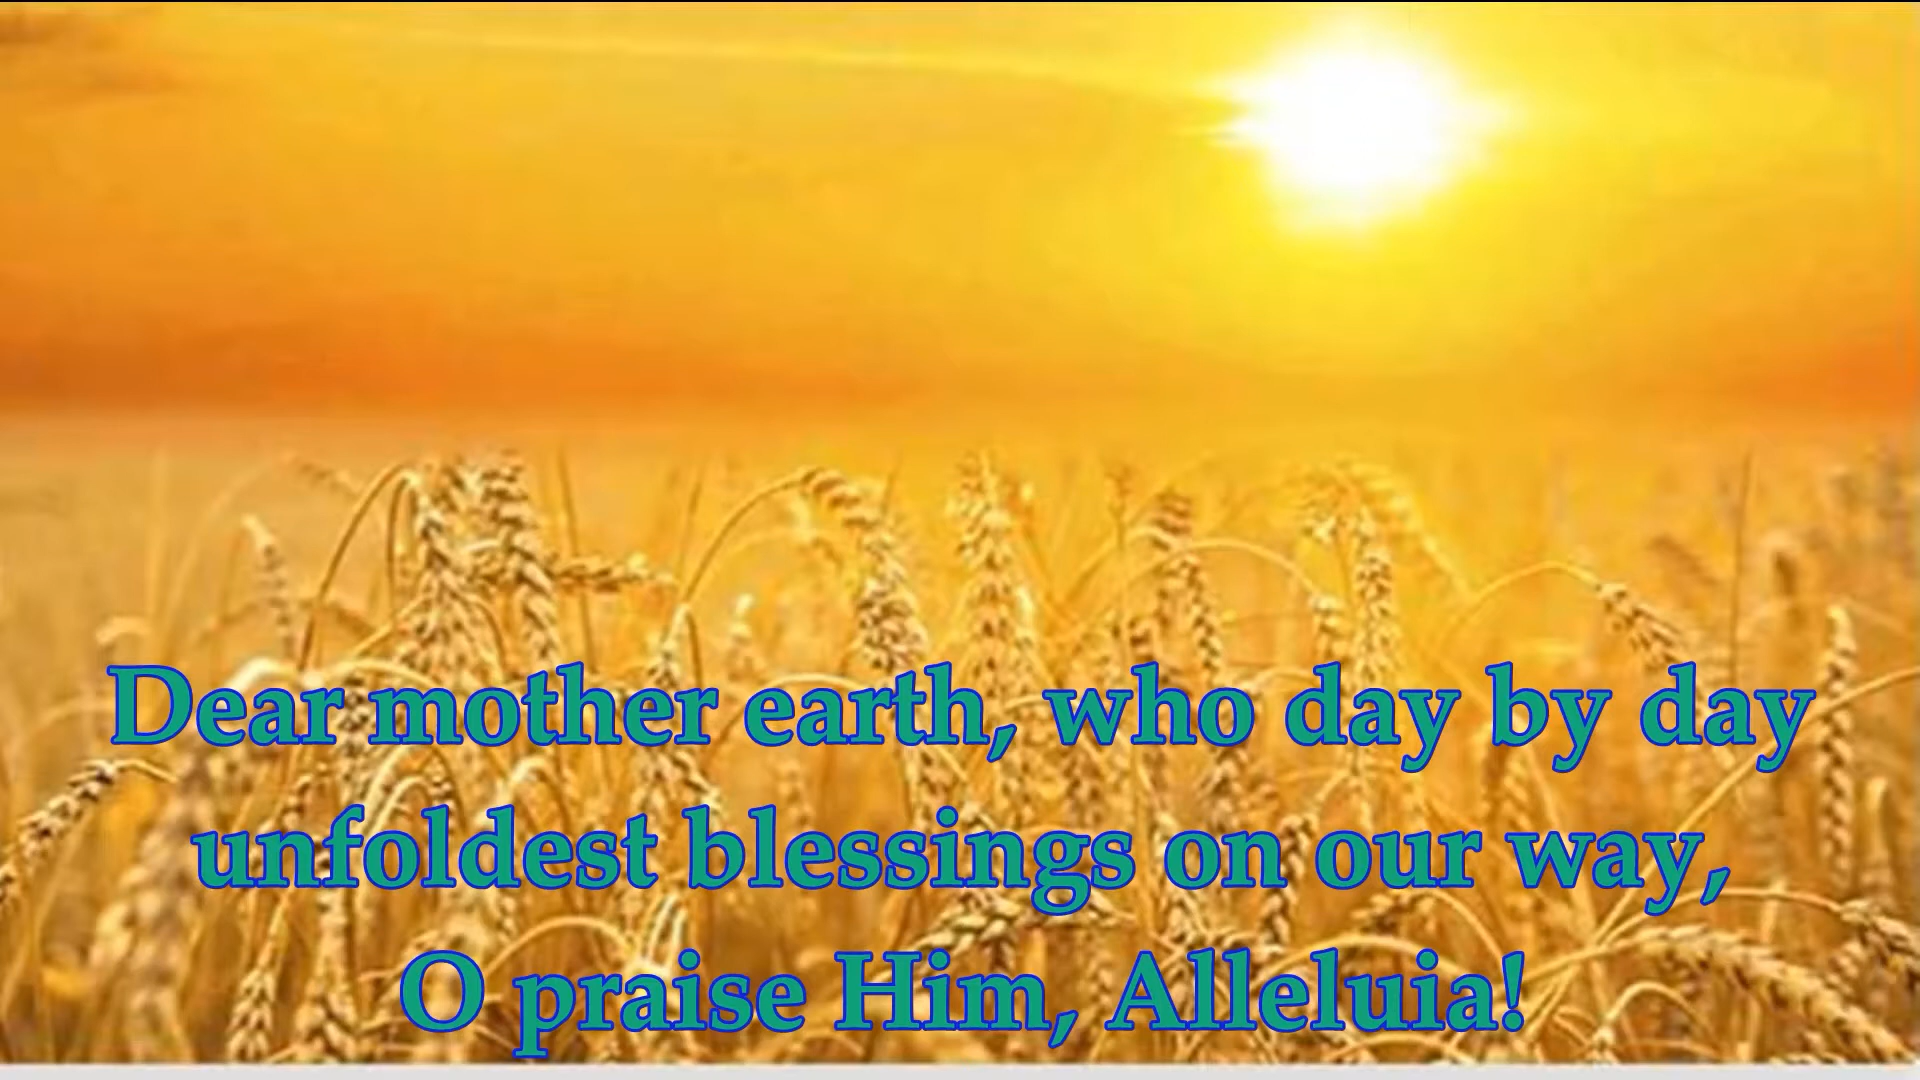 Dear mother earth, who day by day
unfoldest blessings on our way,
O praise Him, Alleluia!